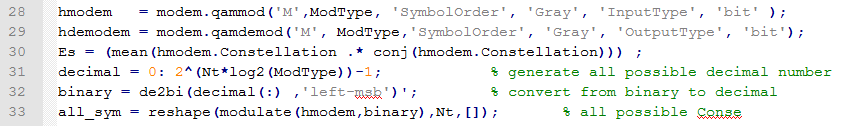 28 hmodem = modem.qammod('M',ModType, 'SymbolOrder', 'Gray', 'InputType', 'bit' );
29 hdemodem = modem.qamdemod('M', ModType,'SymbolOrder', 'Gray', 'OutputType', 'bit');
30 Es = (mean(hmodem.Constellation .* conj(hmodem.Constellation))) ;
31 decimal = 0: 2^(Nt*log2(ModType))-1; % generate all possible decimal number
32 binary = de2bi(decimal(:) ,'left-msb')'; % convert from binary to decimal
33 all_sym = reshape(modulate(hmodem,binary),Nt,[]); % all possible Conse